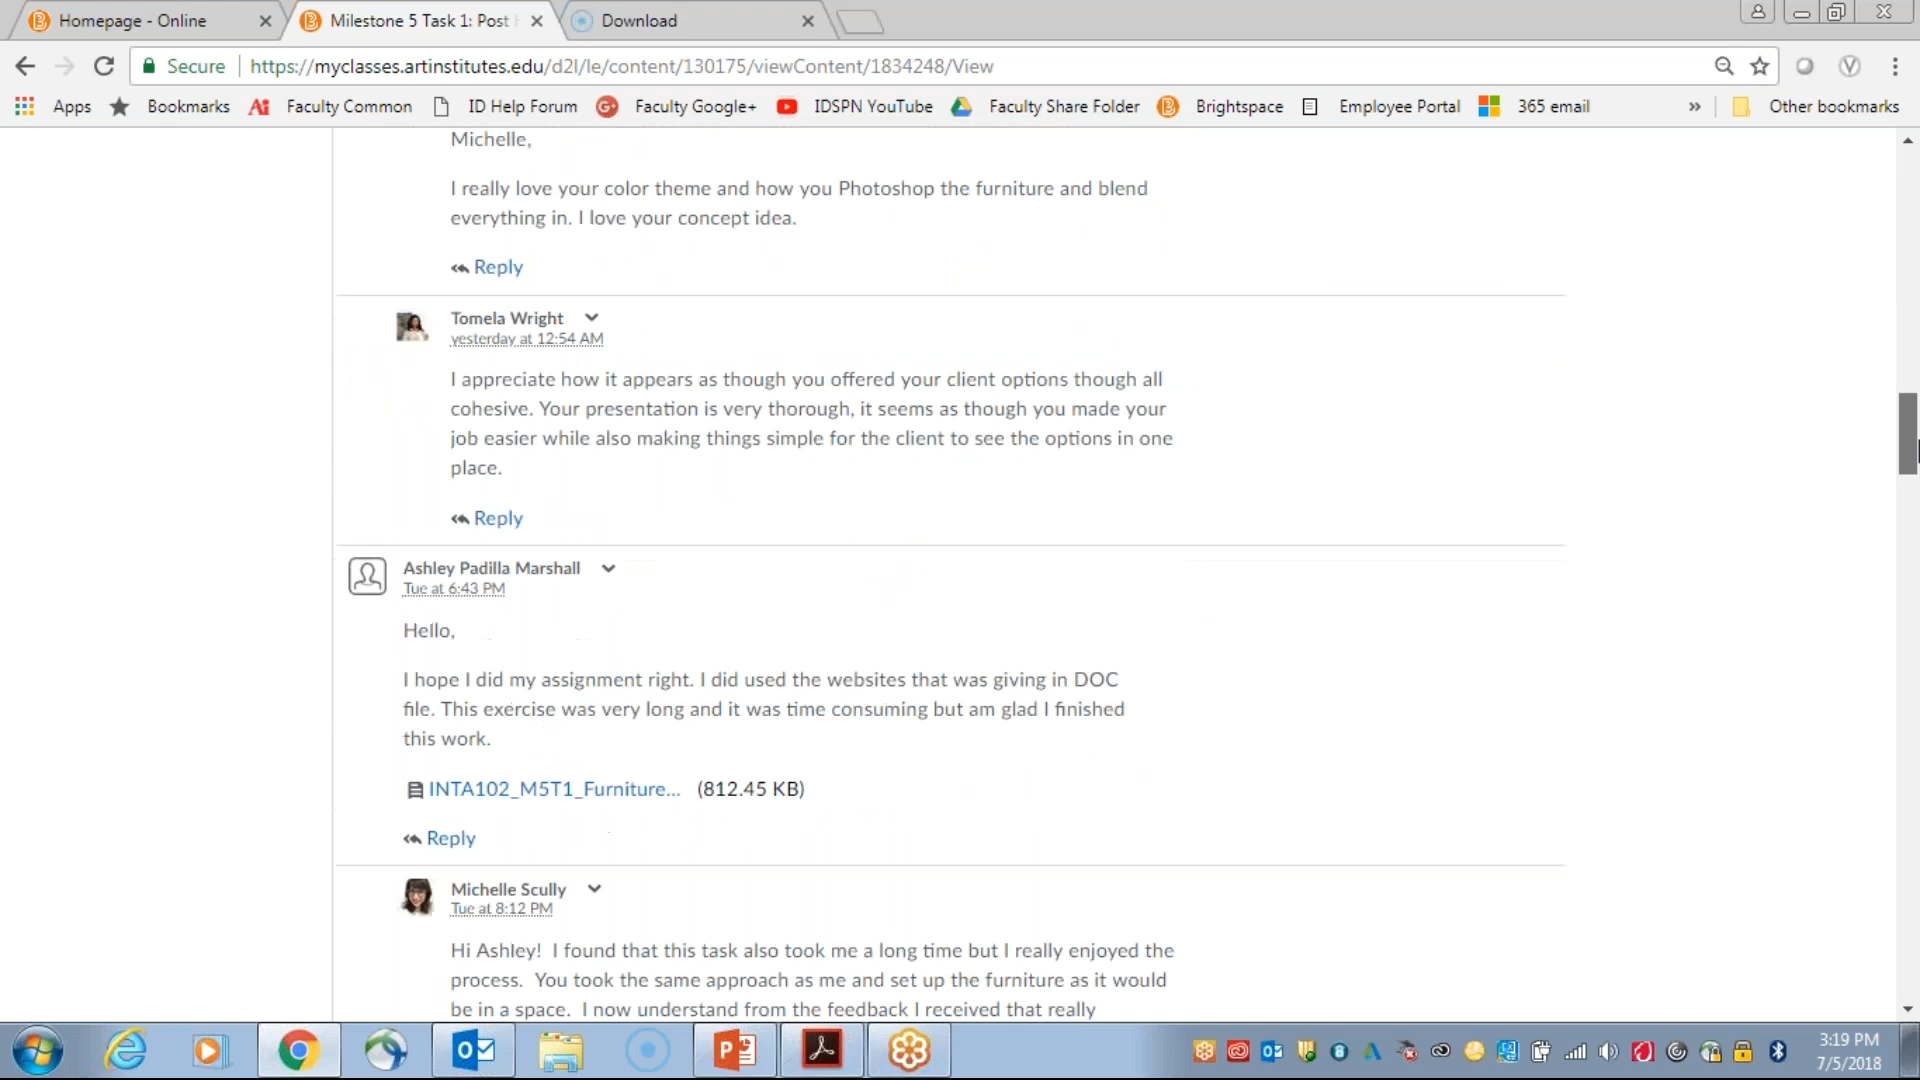 Homepage - Online
Milestone 5 Task 1: Post
Download
Secure
https://myclasses.artinstitutes.edu/d2l/le/content/130175/viewContent/1834248/View
Apps
Bookmarks
Faculty Common
ID Help Forum
Faculty Google+
IDSPN YouTube
Faculty Share Folder
Brightspace
Employee Portal
365 email
»
Other bookmarks
Michelle,
I really love your color theme and how you Photoshop the furniture and blend
everything in. I love your concept idea.
Reply
Tomela Wright
yesterday at 12:54 AM
I appreciate how it appears as though you offered your client options though all
cohesive. Your presentation is very thorough, it seems as though you made your
job easier while also making things simple for the client to see the options in one
place.
Reply
Ashley Padilla Marshall
Tue at 6:43 PM
Hello,
I hope I did my assignment right. I did used the websites that was giving in DOC
file. This exercise was very long and it was time consuming but am glad I finished
this work.
INTA102_M5T1_Furniture... (812.45 KB)
Reply
Michelle Scully
Tue at 8:12 PM
Hi Ashley! I found that this task also took me a long time but I really enjoyed the
process. You took the same approach as me and set up the furniture as it would
be in a space. I now understand from the feedback I received that really
3:19 PM
7/5/2018